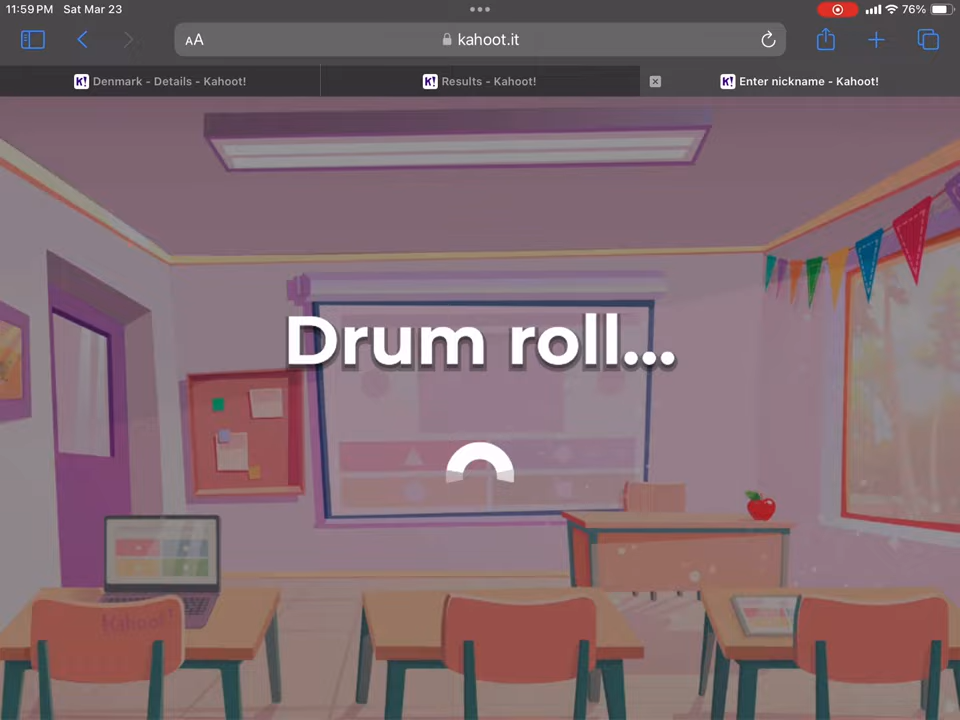 11:59 PM Sat Mar 23
76%
AA
kahoot.it
K! Denmark - Details - Kahoot!
K! Results - Kahoot!
K! Enter nickname - Kahoot!
Drum roll...
Kahoot!